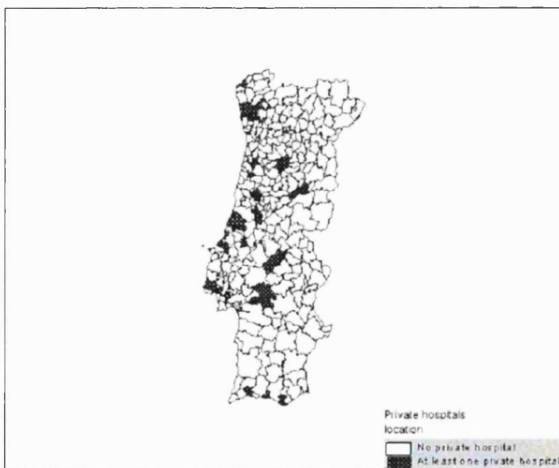 Private hospitals
location
No private hospital
At least one private hospital